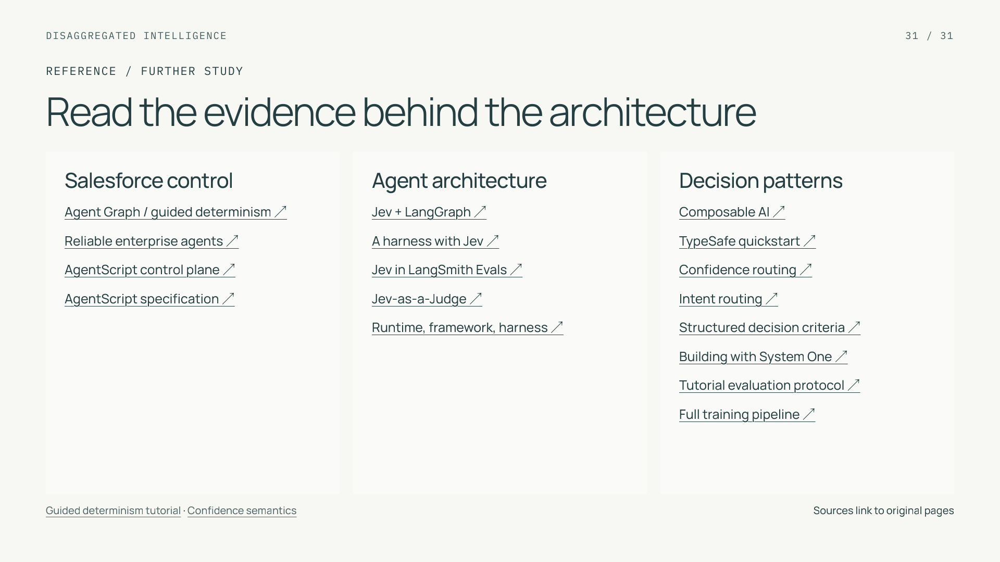 DISAGGREGATED INTELLIGENCE
31 / 31
REFERENCE / FURTHER STUDY
Read the evidence behind the architecture
Salesforce control
Agent Graph / guided determinism ↗
Reliable enterprise agents ↗
AgentScript control plane ↗
AgentScript specification ↗
Agent architecture
Jev + LangGraph ↗
A harness with Jev ↗
Jev in LangSmith Evals ↗
Jev-as-a-Judge ↗
Runtime, framework, harness ↗
Decision patterns
Composable AI ↗
TypeSafe quickstart ↗
Confidence routing ↗
Intent routing ↗
Structured decision criteria ↗
Building with System One ↗
Tutorial evaluation protocol ↗
Full training pipeline ↗
Guided determinism tutorial · Confidence semantics
Sources link to original pages